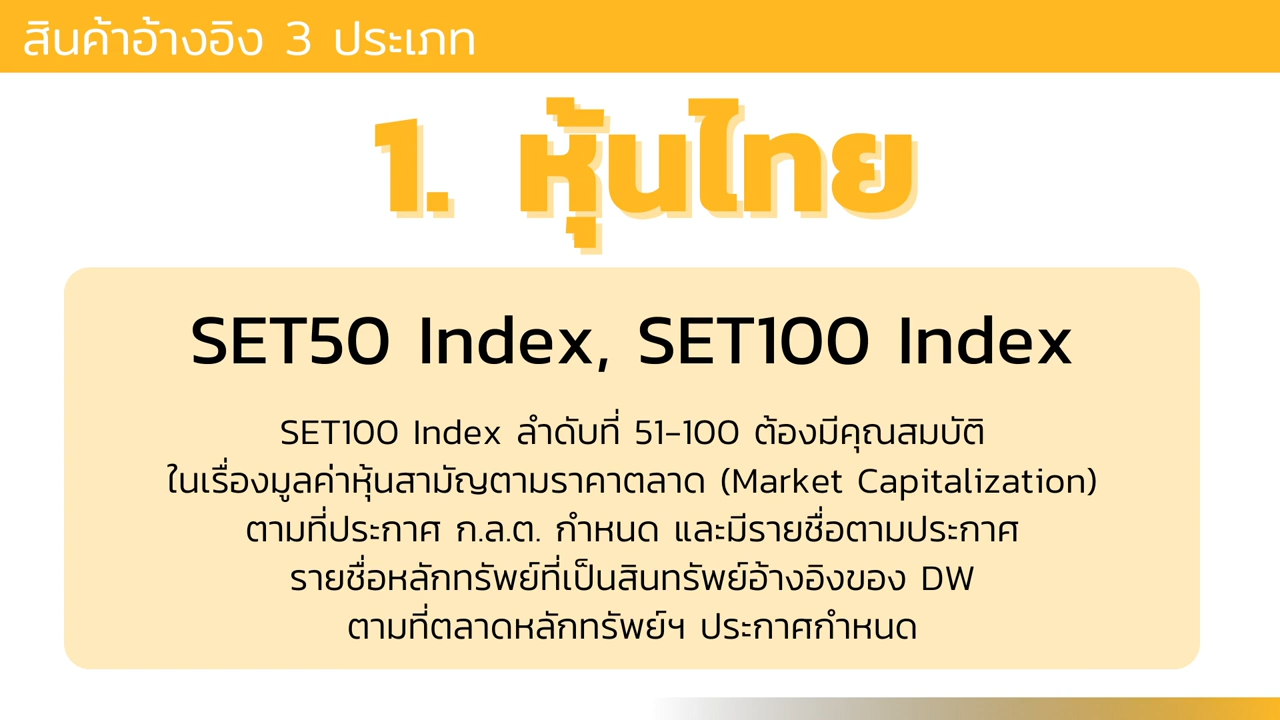 สินค้าอ้างอิง 3 ประเภท
1. หุ้นไทย
SET50 Index, SET100 Index
SET100 Index ลำดับที่ 51-100 ต้องมีคุณสมบัติ
ในเรื่องมูลค่าหุ้นสามัญตามราคาตลาด (Market Capitalization)
ตามที่ประกาศ ก.ล.ต. กำหนด และมีรายชื่อตามประกาศ
รายชื่อหลักทรัพย์ที่เป็นสินทรัพย์อ้างอิงของ DW
ตามที่ตลาดหลักทรัพย์ฯ ประกาศกำหนด